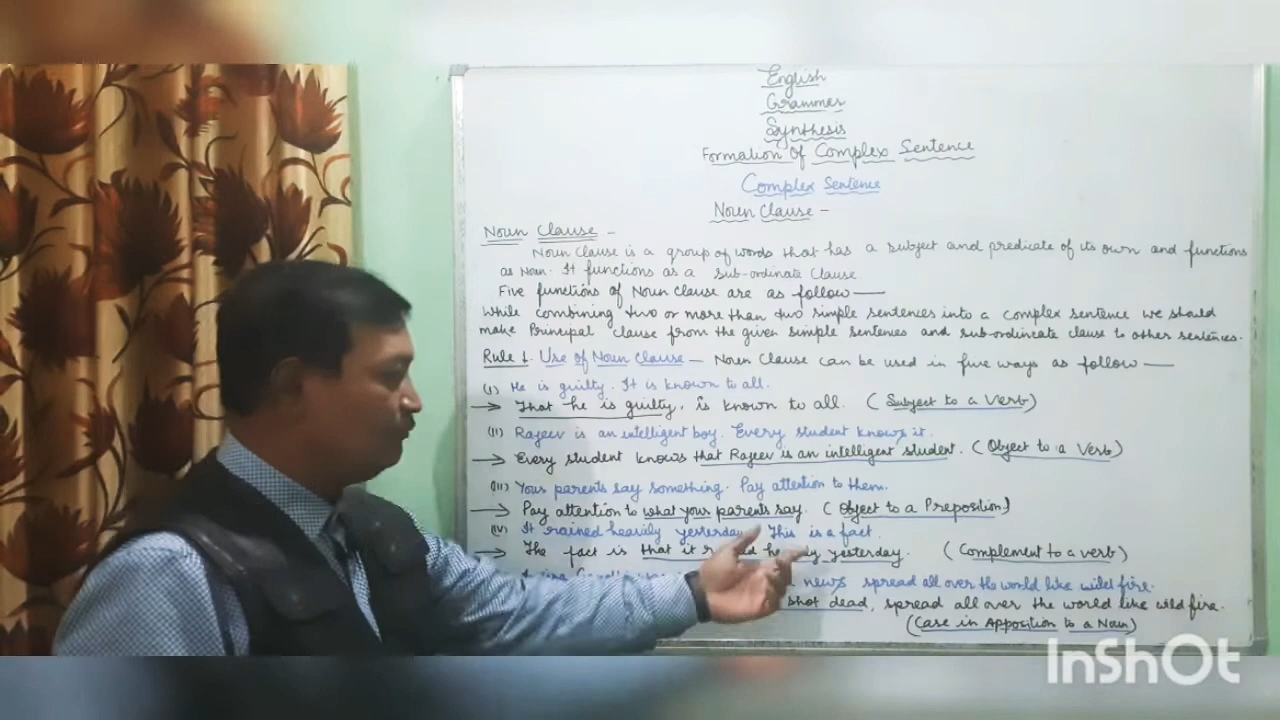 English
Grammer
Synthesis
Formation Of Complex Sentence
Complex Sentence
Noun Clause -
Noun Clause -
Noun Clause is a group of words that has a subject and predicate of its own and functions
as Noun. It functions as a sub-ordinate Clause.
Five functions of Noun Clause are as follow —
While combining two or more than two simple sentences into a complex sentence we should
make Principal clause from the given simple sentences and subordinate clause to other sentences.
Rule 1. Use of Noun Clause - Noun Clause can be used in five ways as follow —
(I) He is guilty. It is known to all.
→ That he is guilty, is known to all. (Subject to a Verb)
(II) Rajeev is an intelligent boy. Every student knows it.
→ Every student knows that Rajeev is an intelligent student. (Object to a Verb)
(III) Your parents say something. Pay attention to them.
→ Pay attention to what your parents say. (Object to a Preposition)
(IV) It rained heavily yesterday. This is a fact.
→ The fact is that it heavily yesterday. (Complement to a verb)
news spread all over the world like wild fire.
shot dead, spread all over the world like wild fire.
(Case in Apposition to a Noun)
InShOt